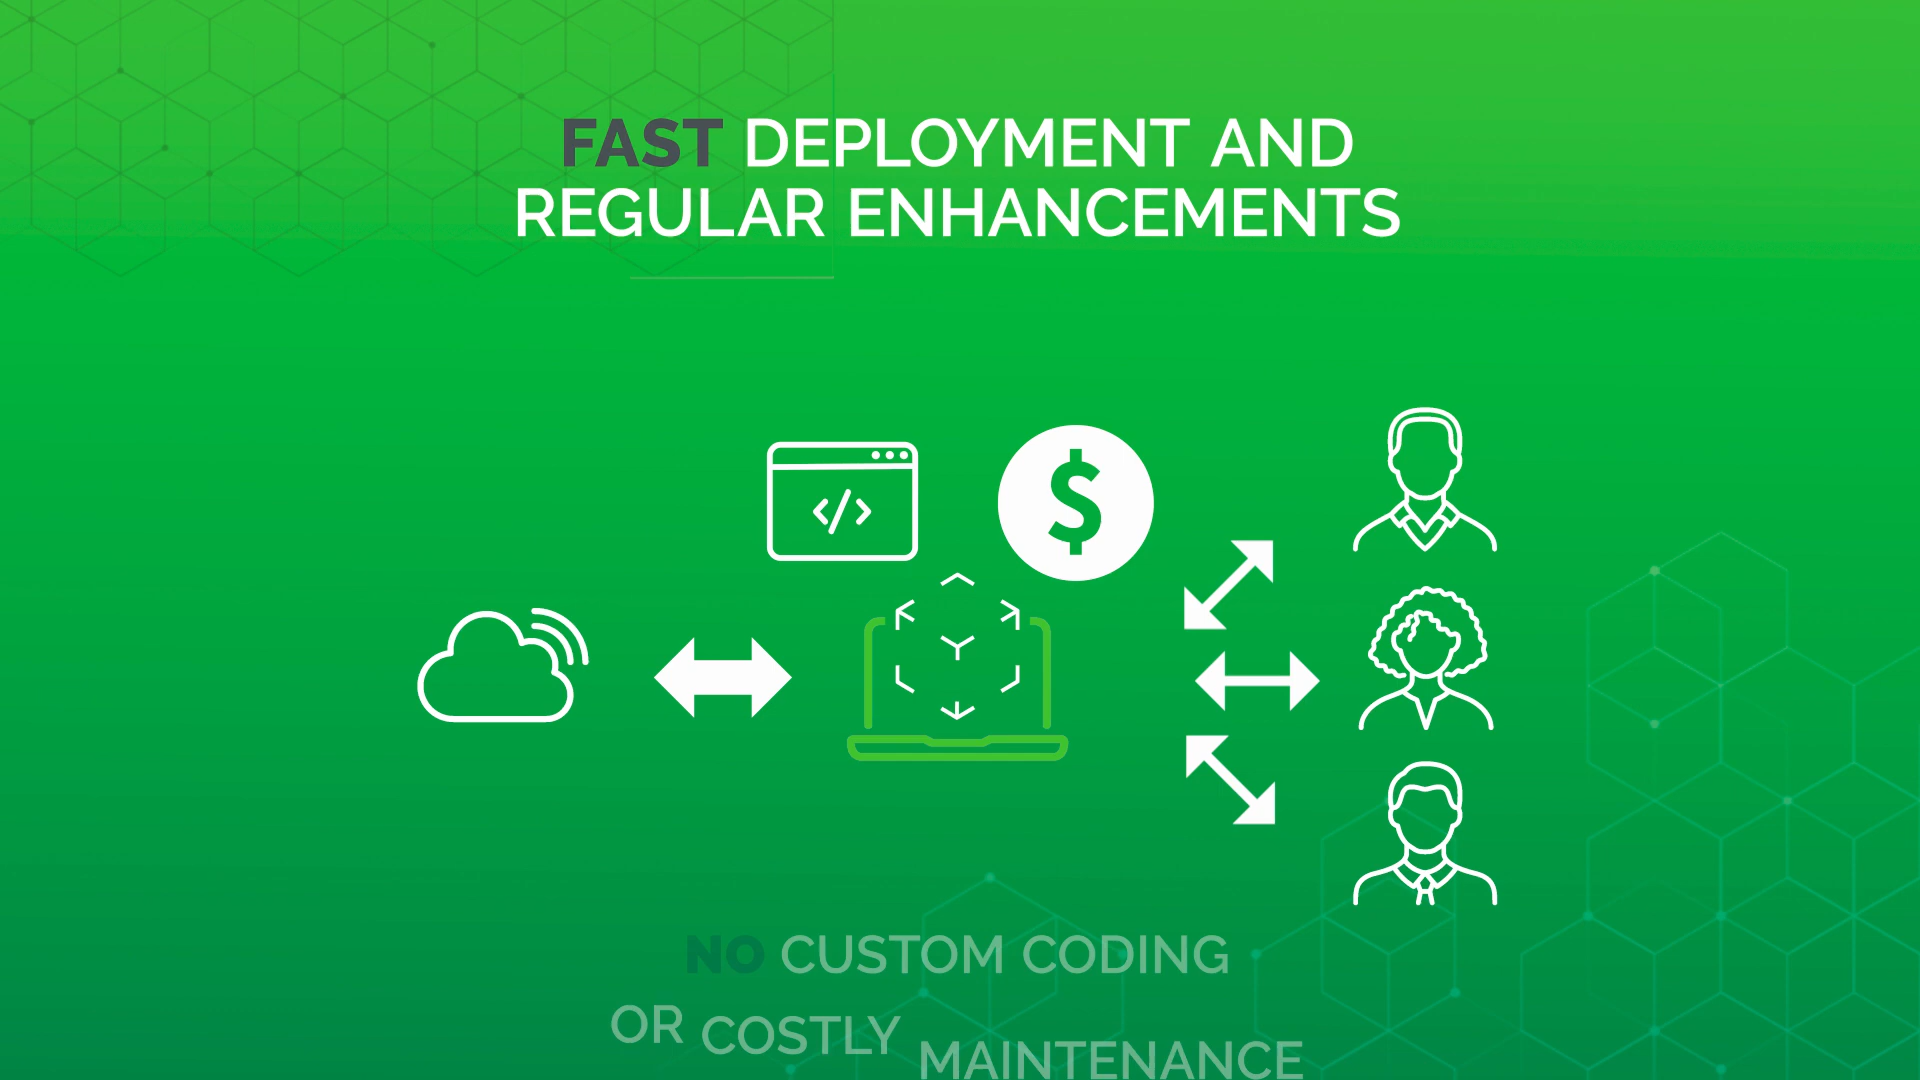 FAST DEPLOYMENT AND
REGULAR ENHANCEMENTS
</>
$
NO CUSTOM CODING
OR COSTLY MAINTENANCE